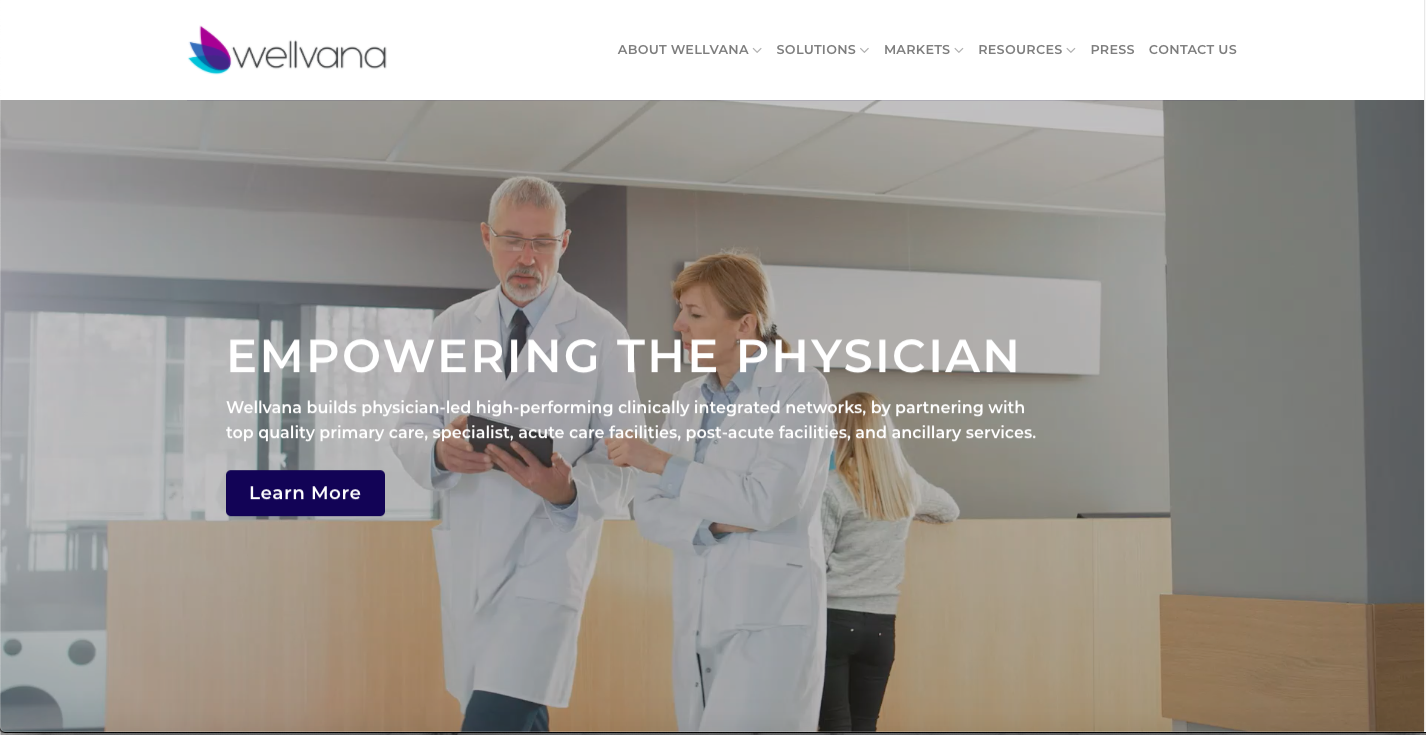 wellvana
ABOUT WELLVANA
SOLUTIONS
MARKETS
RESOURCES
PRESS
CONTACT US
EMPOWERING THE PHYSICIAN
Wellvana builds physician-led high-performing clinically integrated networks, by partnering with
top quality primary care, specialist, acute care facilities, post-acute facilities, and ancillary services.
Learn More